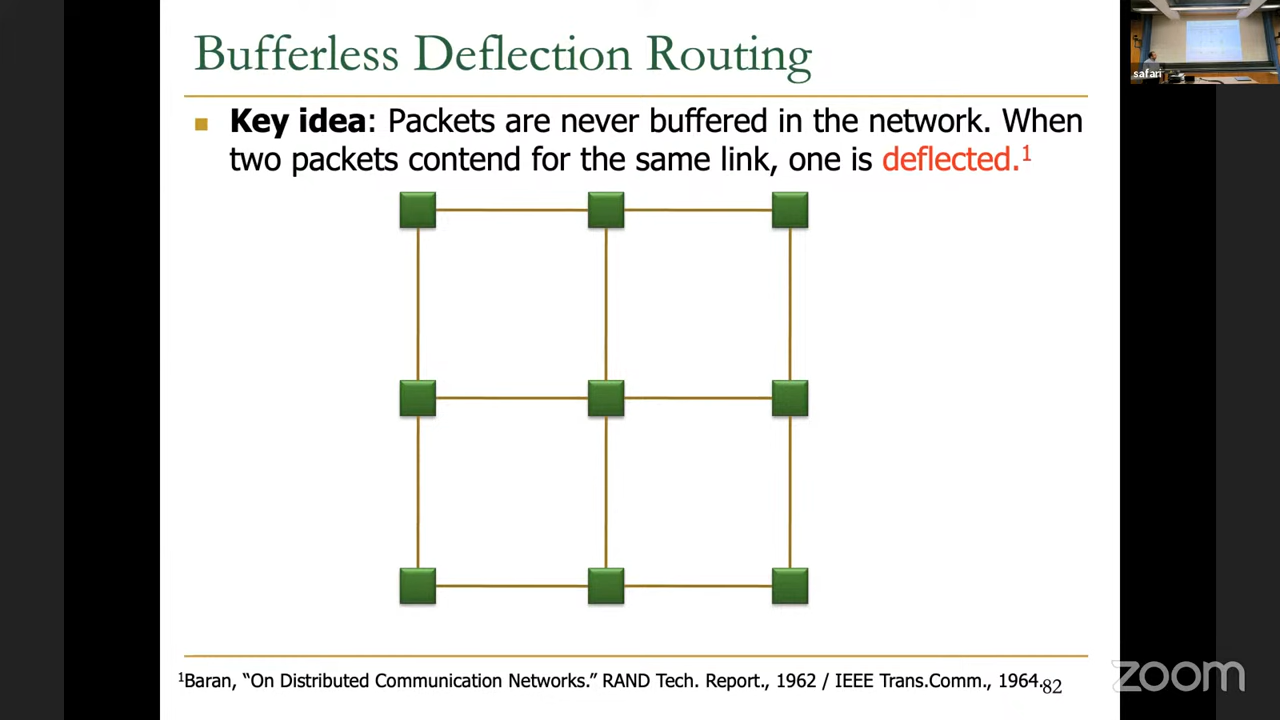 Bufferless Deflection Routing
Key idea: Packets are never buffered in the network. When
two packets contend for the same link, one is deflected.¹
¹Baran, “On Distributed Communication Networks.” RAND Tech. Report., 1962 / IEEE Trans.Comm., 1964.
82
safari
zoom